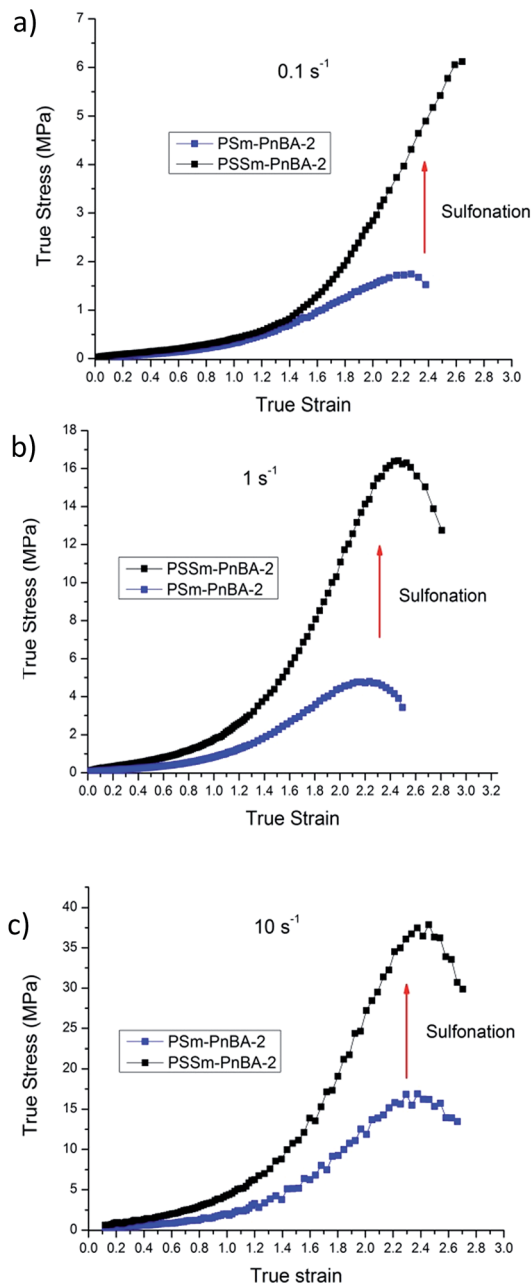 a)
0.1 s⁻¹
PSm-PnBA-2
PSSm-PnBA-2
Sulfonation
True Stress (MPa)
7
6
5
4
3
2
1
0
0.0 0.2 0.4 0.6 0.8 1.0 1.2 1.4 1.6 1.8 2.0 2.2 2.4 2.6 2.8 3.0
True Strain
b)
1 s⁻¹
PSSm-PnBA-2
PSm-PnBA-2
Sulfonation
True Stress (MPa)
18
16
14
12
10
8
6
4
2
0
0.0 0.2 0.4 0.6 0.8 1.0 1.2 1.4 1.6 1.8 2.0 2.2 2.4 2.6 2.8 3.0 3.2
True Strain
c)
10 s⁻¹
PSm-PnBA-2
PSSm-PnBA-2
Sulfonation
True Stress (MPa)
40
35
30
25
20
15
10
5
0
0.0 0.2 0.4 0.6 0.8 1.0 1.2 1.4 1.6 1.8 2.0 2.2 2.4 2.6 2.8 3.0
True strain